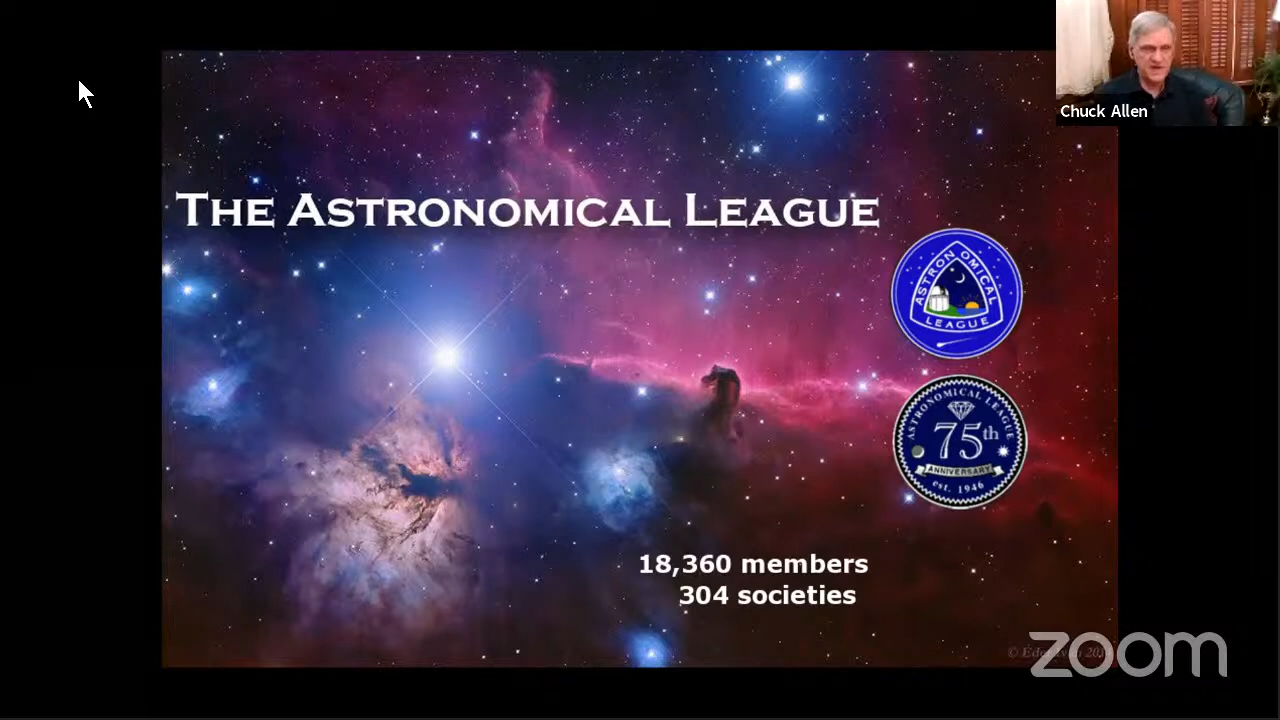 Chuck Allen
THE ASTRONOMICAL LEAGUE
ASTRONOMICAL
LEAGUE
ASTRONOMICAL LEAGUE
75th
ANNIVERSARY
est. 1946
18,360 members
304 societies
zoom